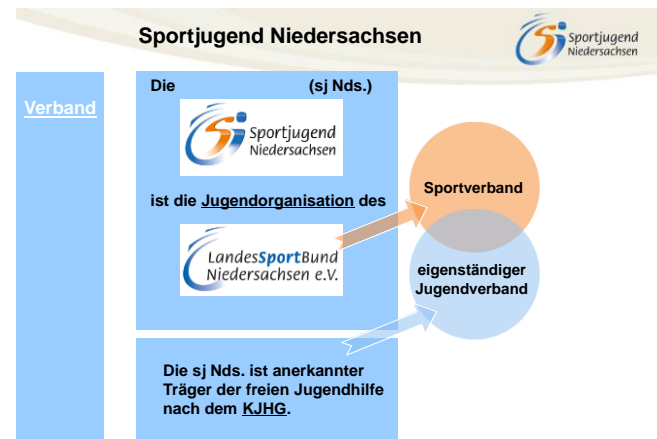 Sportjugend Niedersachsen
Sportjugend
Niedersachsen
Verband
Die (sj Nds.)
Sportjugend
Niedersachsen
ist die Jugendorganisation des
LandesSportBund
Niedersachsen e.V.
Sportverband
eigenständiger
Jugendverband
Die sj Nds. ist anerkannter
Träger der freien Jugendhilfe
nach dem KJHG.